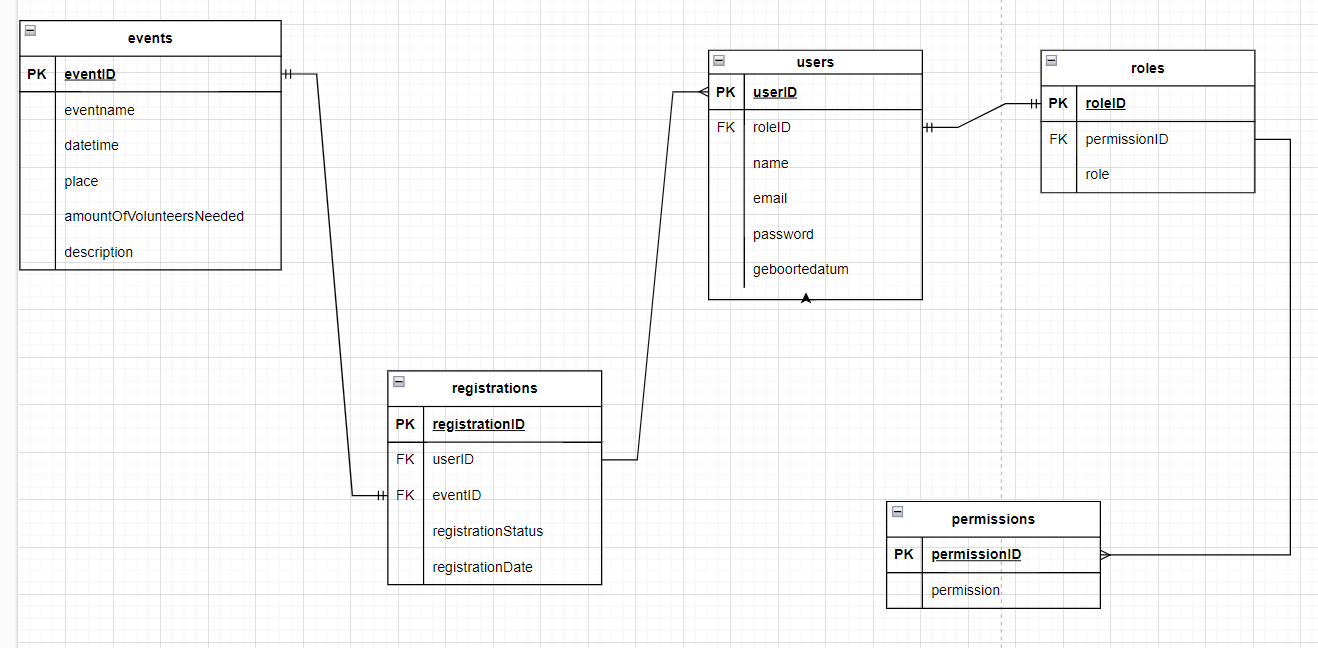 events
PK eventID
eventname
datetime
place
amountOfVolunteersNeeded
description
users
PK userID
FK roleID
name
email
password
geboortedatum
roles
PK roleID
FK permissionID
role
registrations
PK registrationID
FK userID
FK eventID
registrationStatus
registrationDate
permissions
PK permissionID
permission